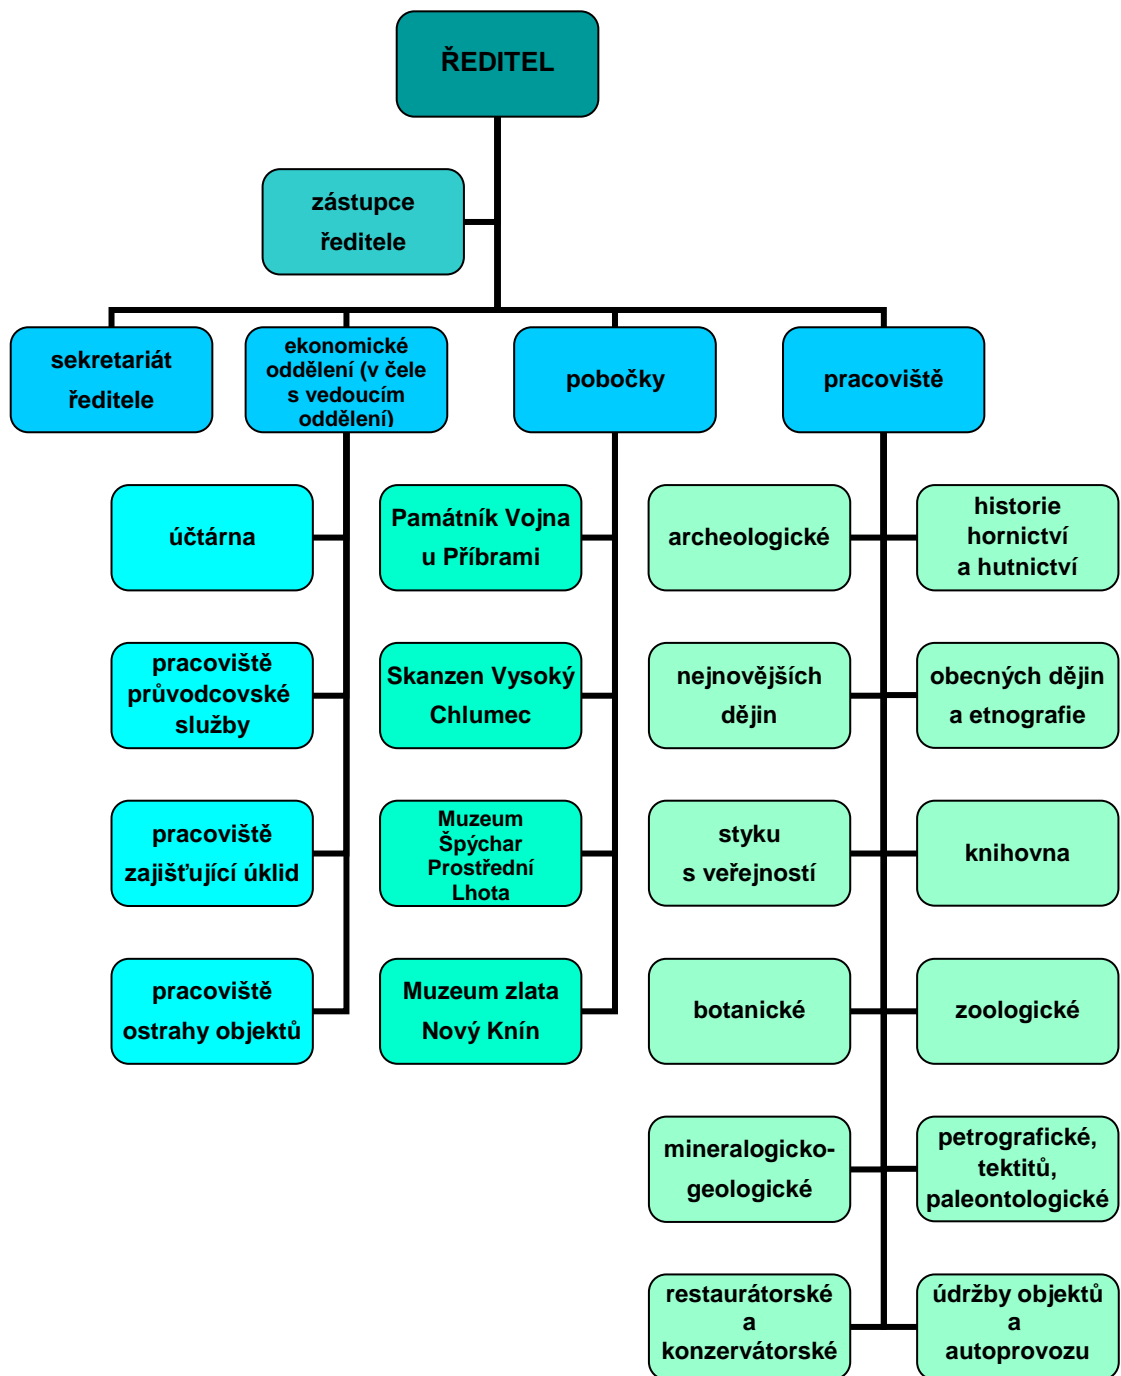 ŘEDITEL
zástupce
ředitele
sekretariát
ředitele
ekonomické
oddělení (v čele
s vedoucím
oddělení)
pobočky
pracoviště
účtárna
Památník Vojna
u Příbrami
archeologické
historie
hornictví
a hutnictví
pracoviště
průvodcovské
služby
Skanzen Vysoký
Chlumec
nejnovějších
dějin
obecných dějin
a etnografie
pracoviště
zajišťující úklid
Muzeum
Špýchar
Prostřední
Lhota
styku
s veřejností
knihovna
pracoviště
ostrahy objektů
Muzeum zlata
Nový Knín
botanické
zoologické
mineralogicko-
geologické
petrografické,
tektitů,
paleontologické
restaurátorské
a
konzervátorské
údržby objektů
a
autoprovozu